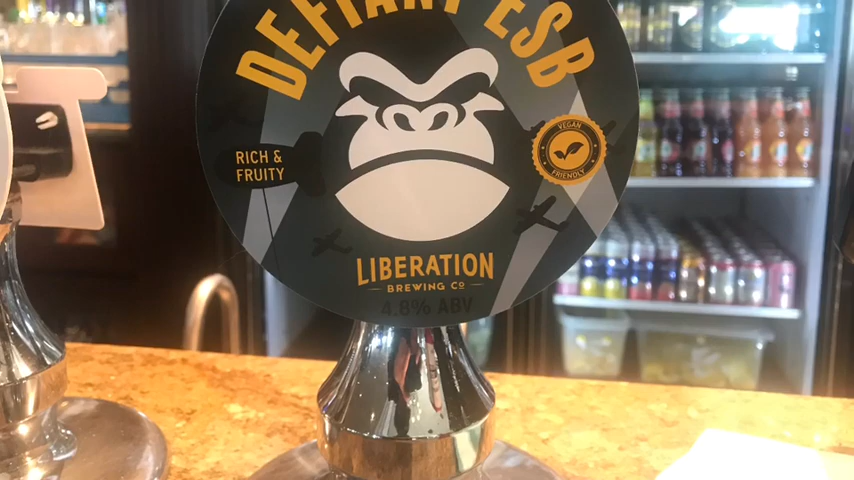 DEFIANT ESB
RICH &
FRUITY
VEGAN
FRIENDLY
LIBERATION
BREWING Cº
4.8% ABV